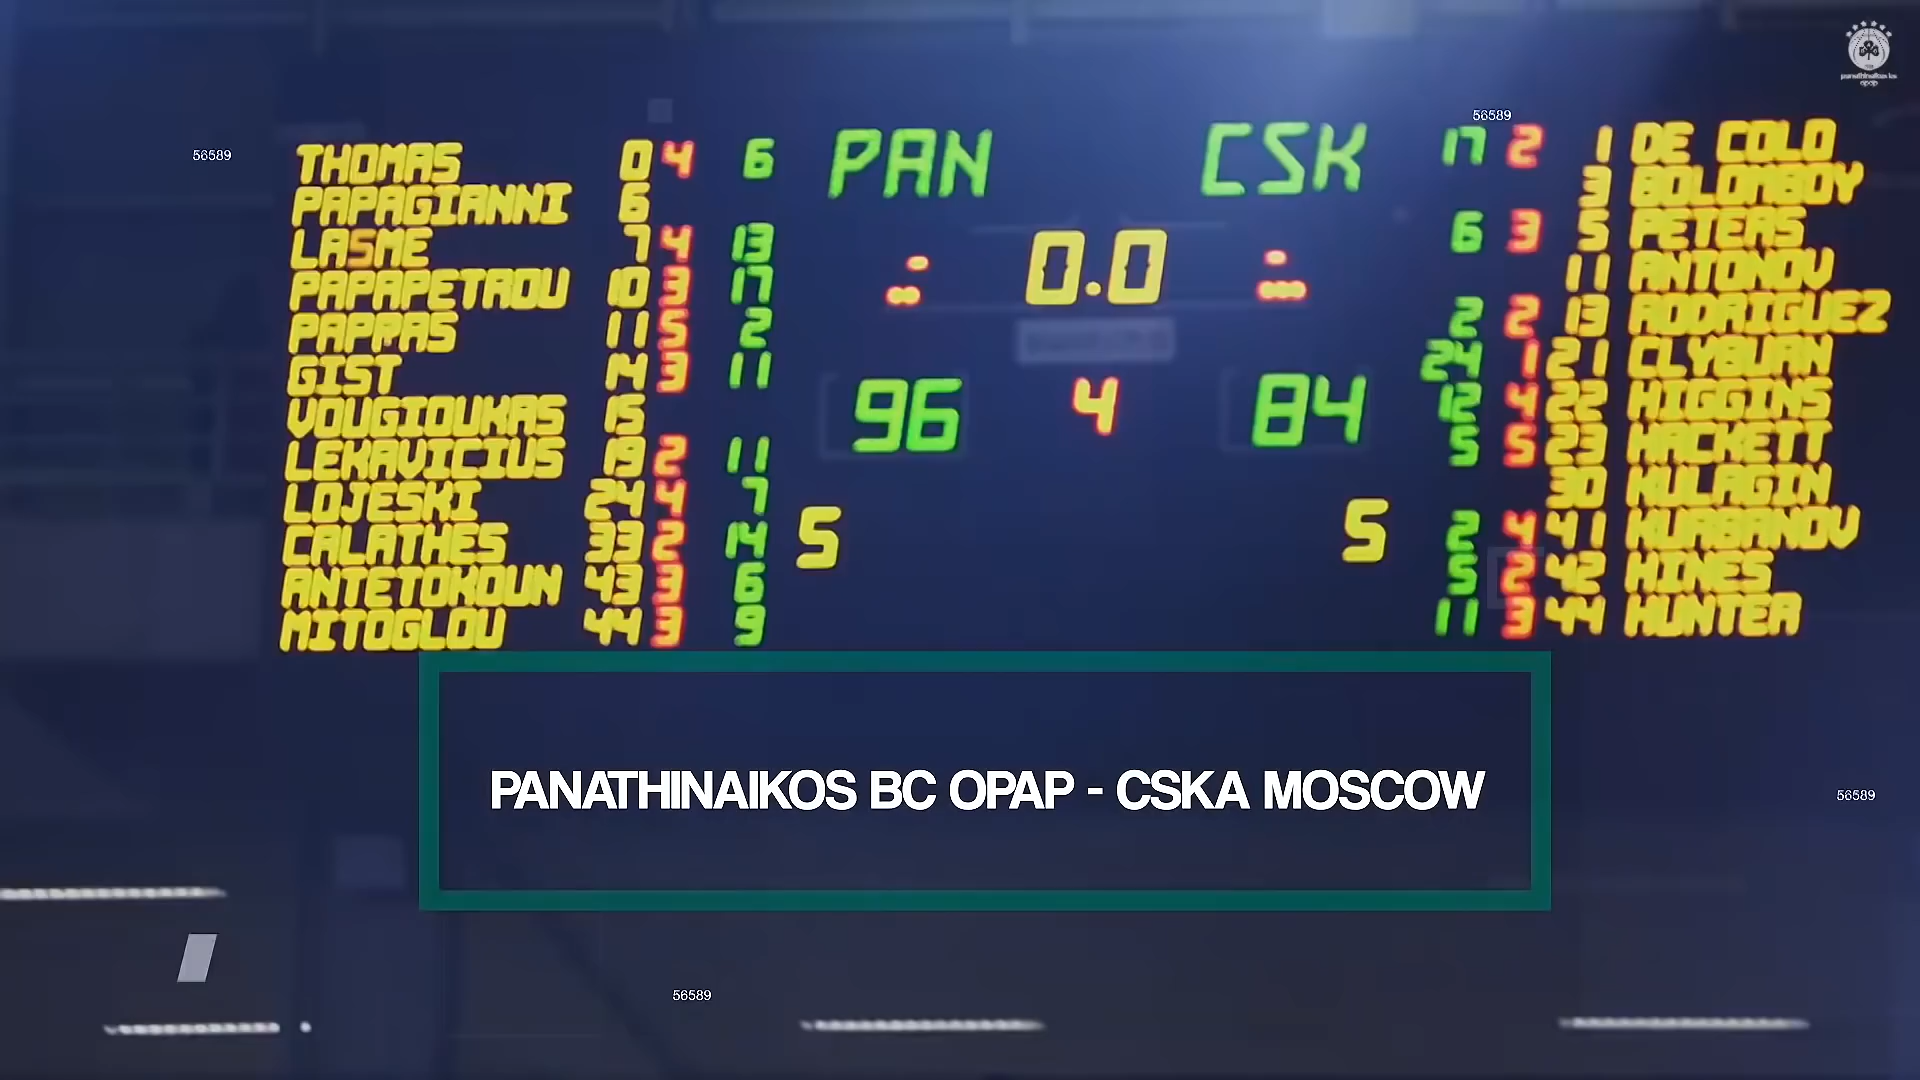 56589
56589
PAN 0.0 CSK
96 4 84
5 5
THOMAS 0 4 6
PAPAGIANNI 6
LASME 7 4 13
PAPAPETROU 10 3 17
PAPPAS 11 5 2
GIST 14 3 11
VOUGIOUKAS 15
LEKAVICIUS 19 2 11
LOJESKI 24 4 7
CALATHES 33 2 14
ANTETOKOUN 43 3 6
MITOGLOU 44 3 9
17 2 1 DE COLO
3 BOLOMBOY
6 3 5 PETERS
11 ANTONOV
2 2 13 RODRIGUEZ
24 1 21 CLYBURN
12 4 22 HIGGINS
5 5 23 HACKETT
30 KULAGIN
2 4 41 KURBANOV
5 2 42 HINES
11 3 44 HUNTER
PANATHINAIKOS BC OPAP - CSKA MOSCOW
56589
56589